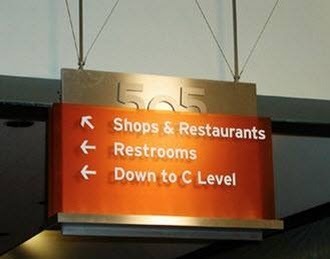 505
↖ Shops & Restaurants
← Restrooms
← Down to C Level